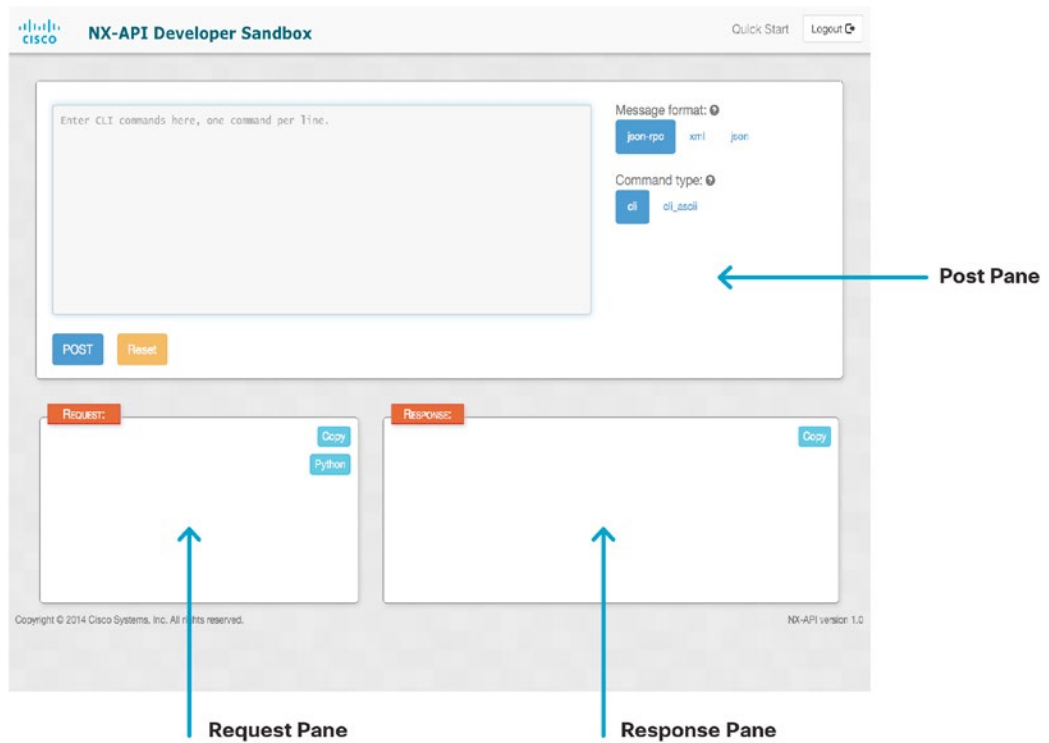 CISCO
NX-API Developer Sandbox
Quick Start
Logout
Enter CLI commands here, one command per line.
Message format:
json-rpc xml json
Command type:
cli cli_ascii
Post Pane
POST Reset
REQUEST:
RESPONSE:
Copy
Python
Copy
Copyright © 2014 Cisco Systems, Inc. All rights reserved.
NX-API version 1.0
Request Pane
Response Pane